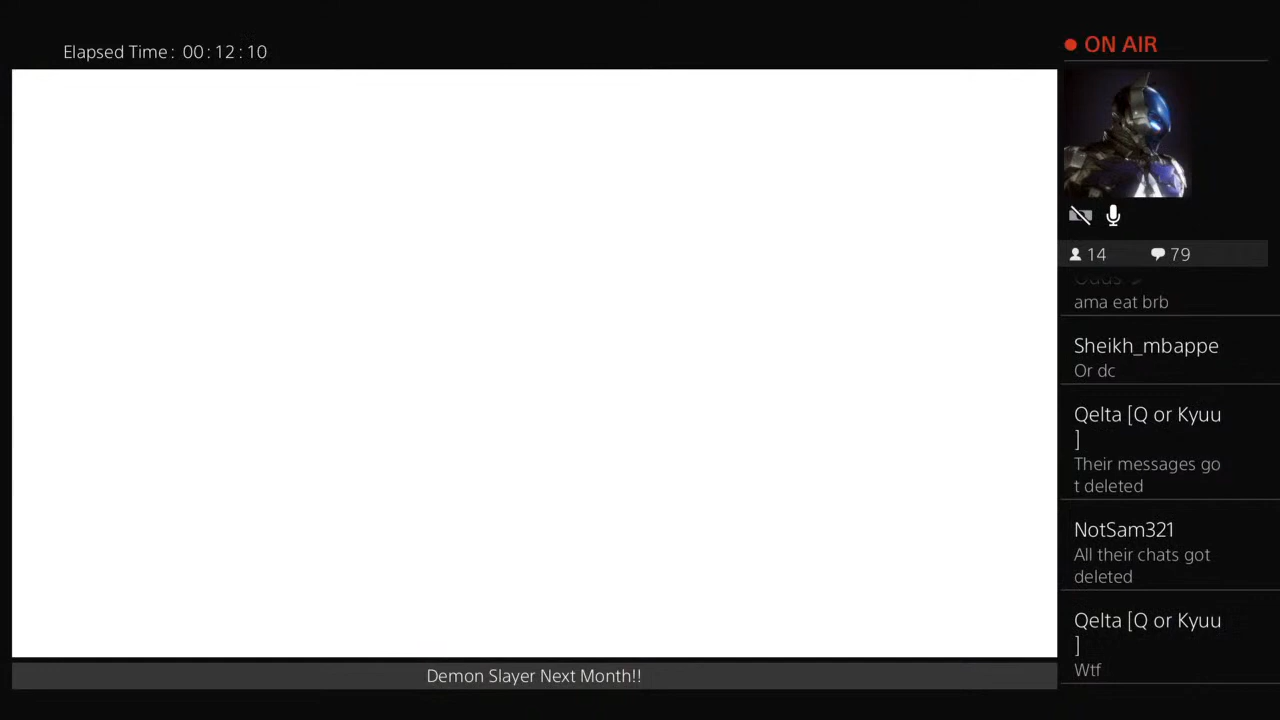 Elapsed Time: 00:12:10
ON AIR
14 79
ama eat brb
Sheikh_mbappe
Or dc
Qelta [Q or Kyuu
]
Their messages go
t deleted
NotSam321
All their chats got
deleted
Qelta [Q or Kyuu
]
Wtf
Demon Slayer Next Month!!